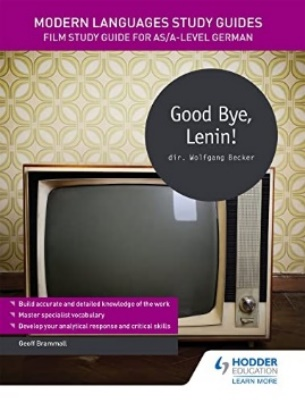 MODERN LANGUAGES STUDY GUIDES
FILM STUDY GUIDE FOR AS/A-LEVEL GERMAN
Good Bye,
Lenin!
dir. Wolfgang Becker
Build accurate and detailed knowledge of the work
Master specialist vocabulary
Develop your analytical response and critical skills
Geoff Brammall
HODDER
EDUCATION
LEARN MORE